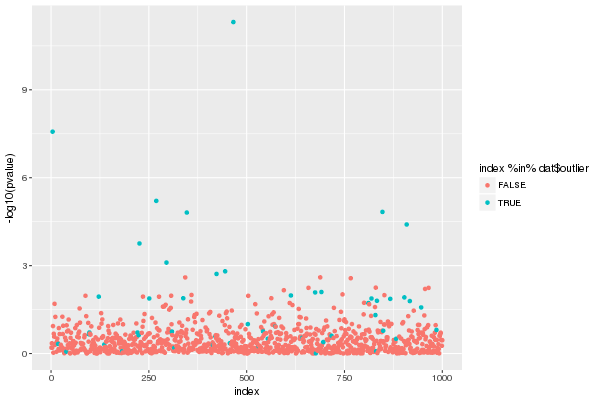 9
6
3
0
-log10(pvalue)
0
250
500
750
1000
index
index %in% dat$outlier
FALSE
TRUE